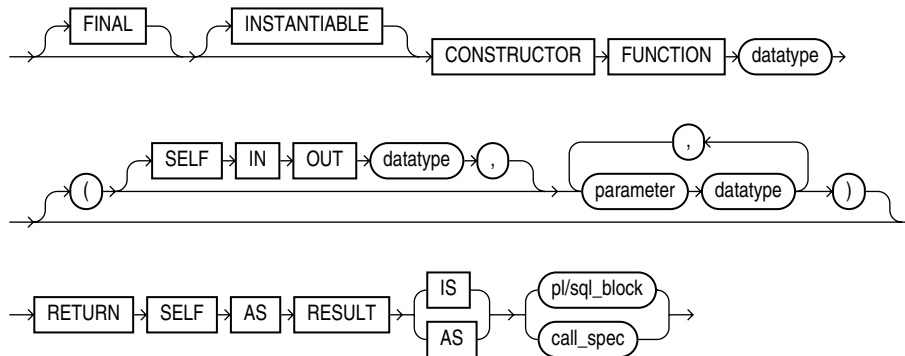 FINAL INSTANTIABLE
CONSTRUCTOR FUNCTION datatype
,
SELF IN OUT datatype ,
( parameter datatype )
IS pl/sql_block
RETURN SELF AS RESULT
AS call_spec